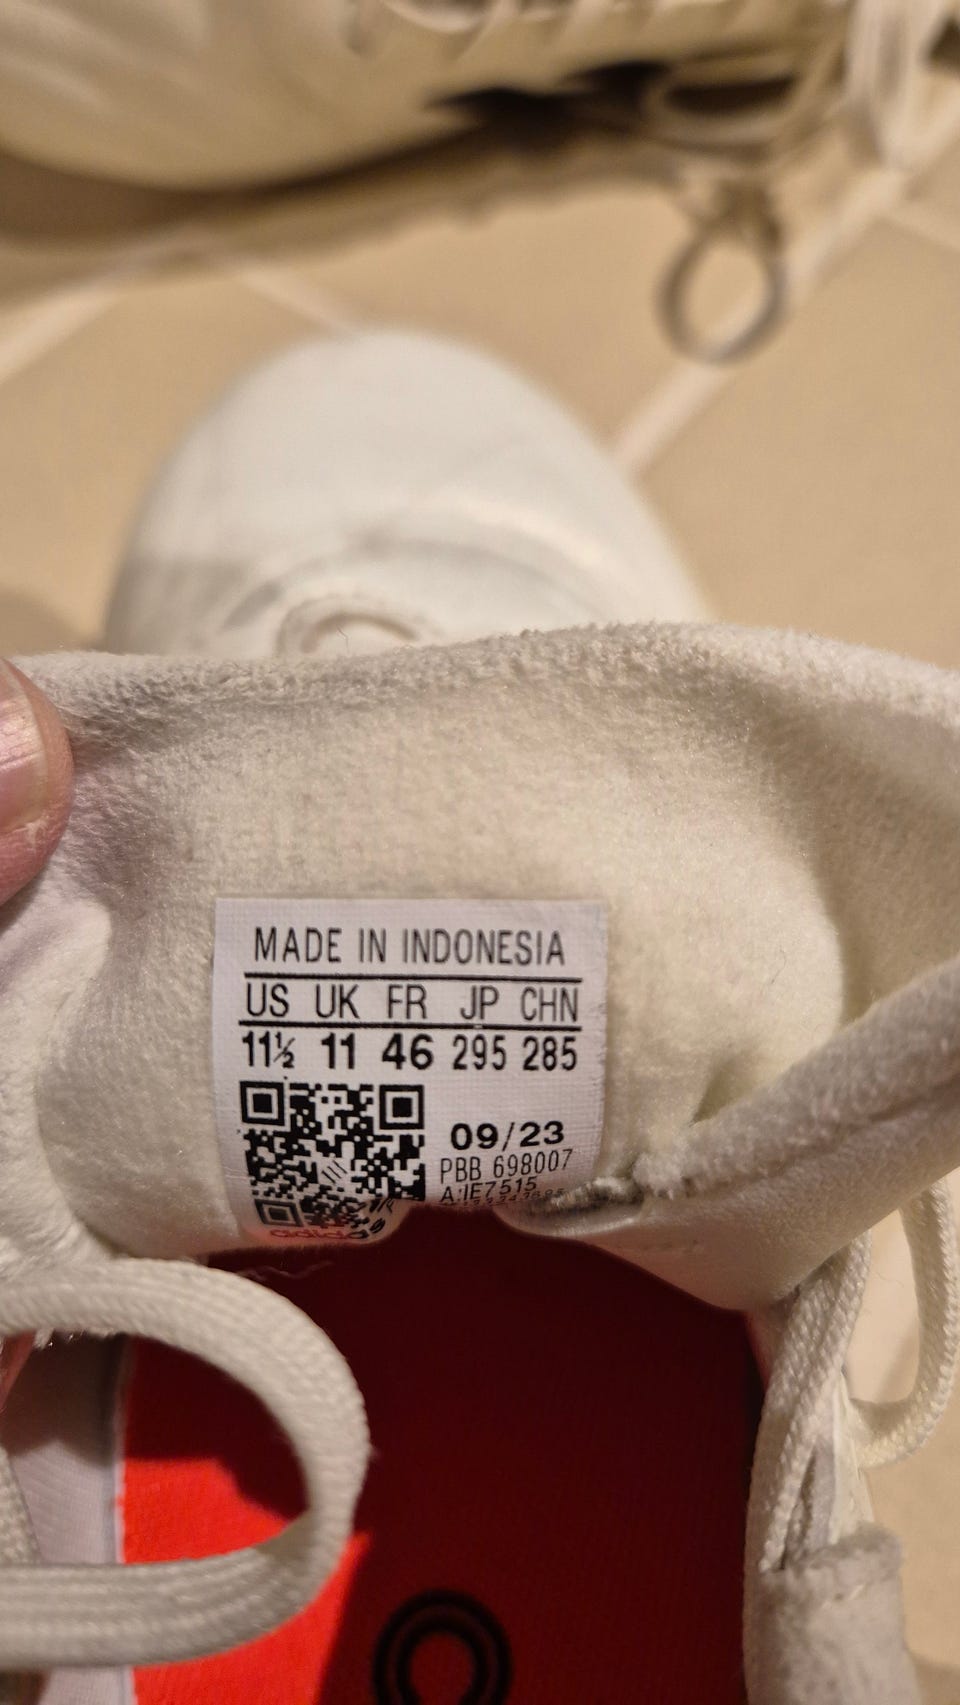 MADE IN INDONESIA
US UK FR JP CHN
11½ 11 46 295 285
09/23
PBB 698007
A:IE7515
adidas